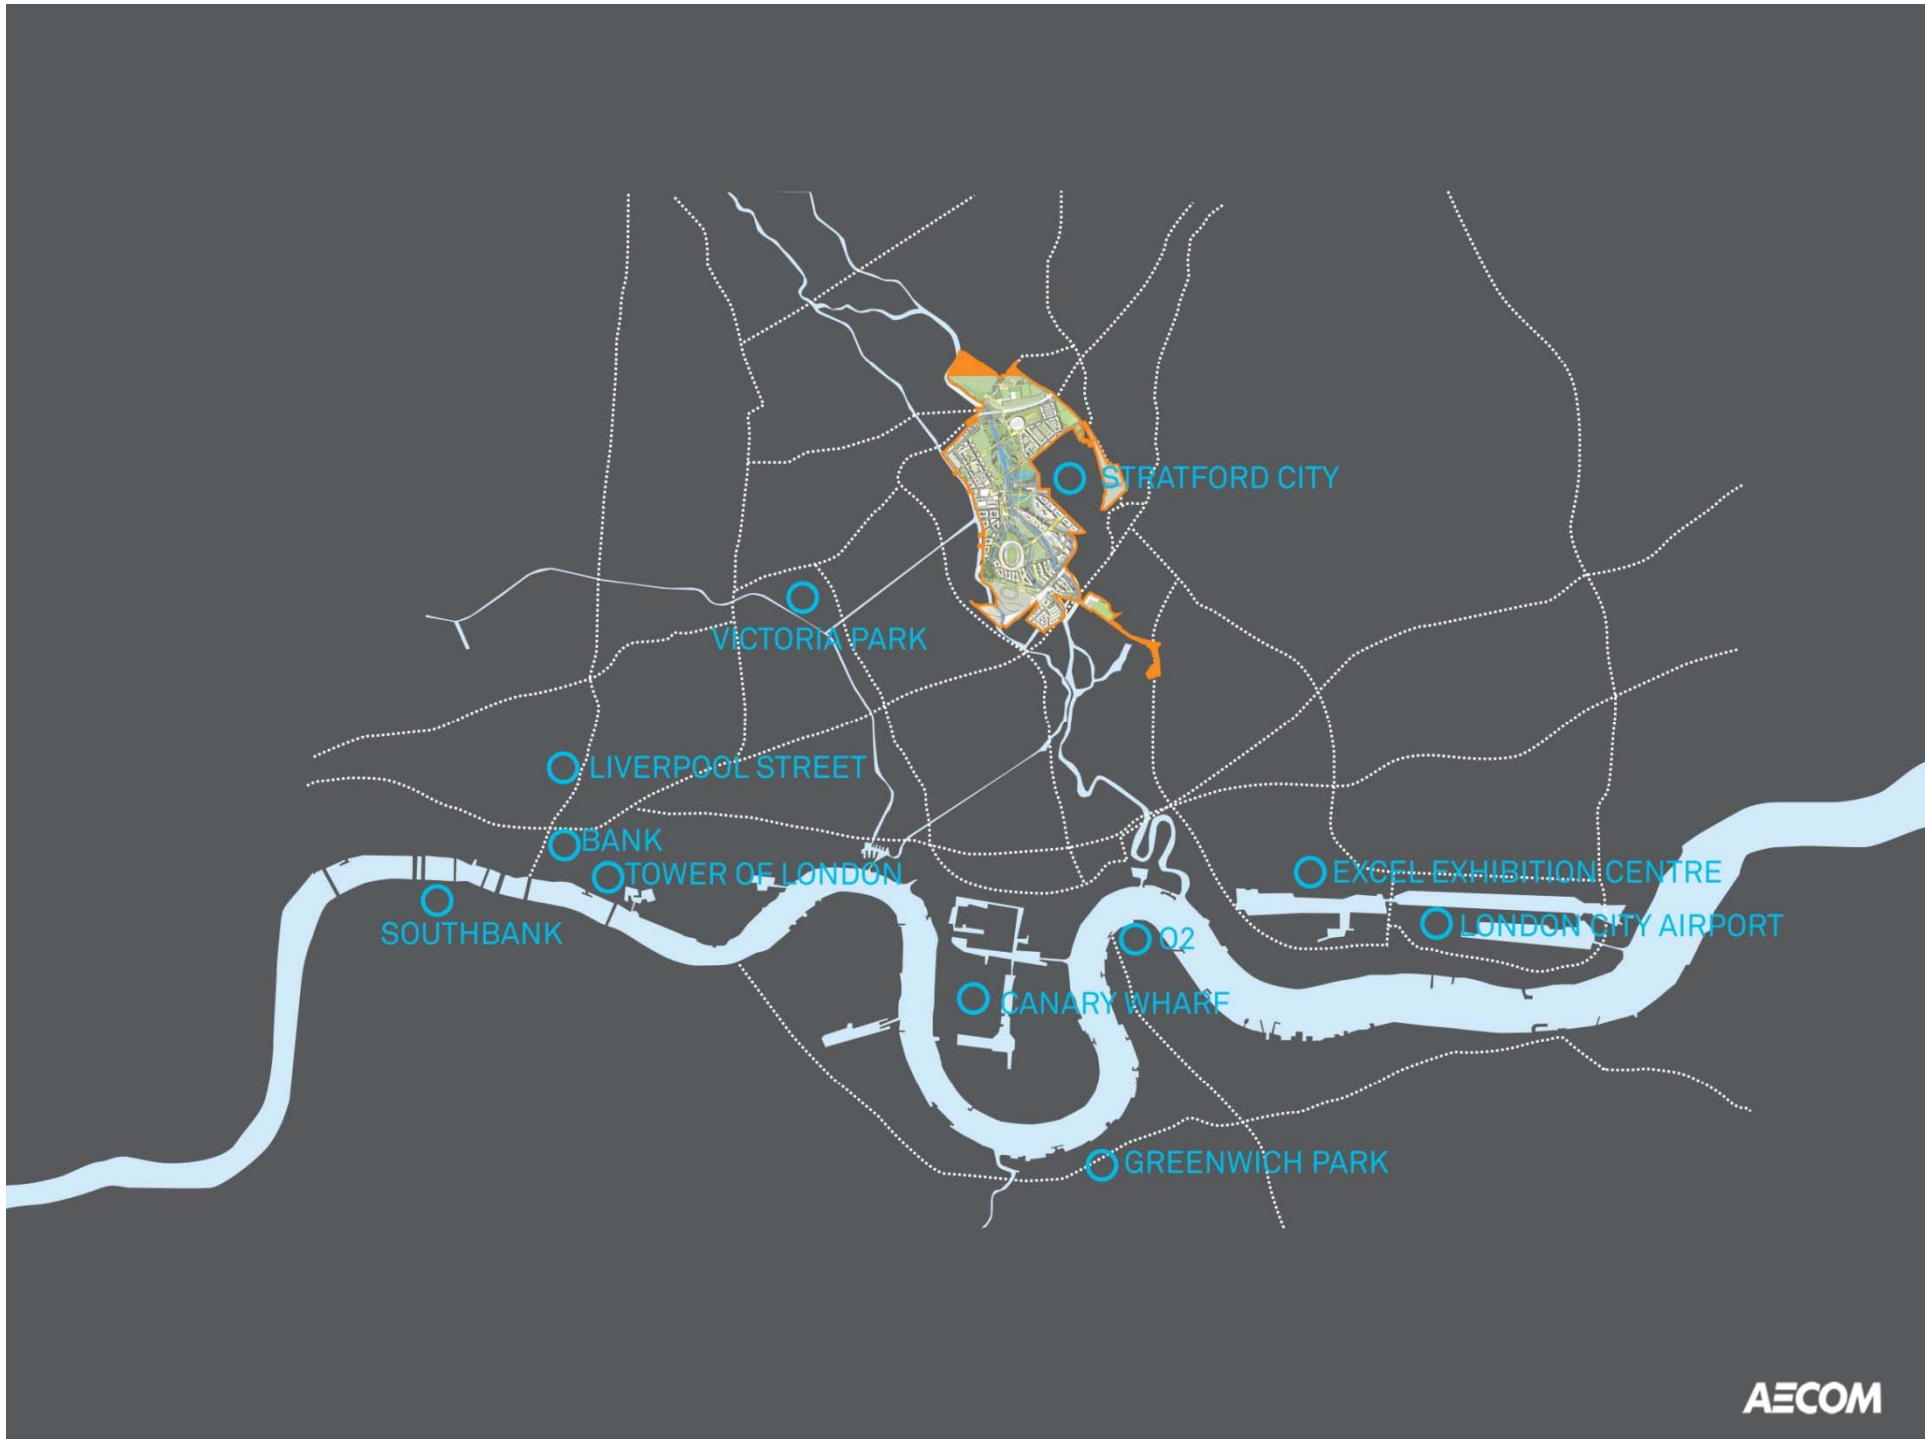 STRATFORD CITY
VICTORIA PARK
LIVERPOOL STREET
BANK
TOWER OF LONDON
EXCEL EXHIBITION CENTRE
SOUTHBANK
LONDON CITY AIRPORT
O2
CANARY WHARF
GREENWICH PARK
AECOM